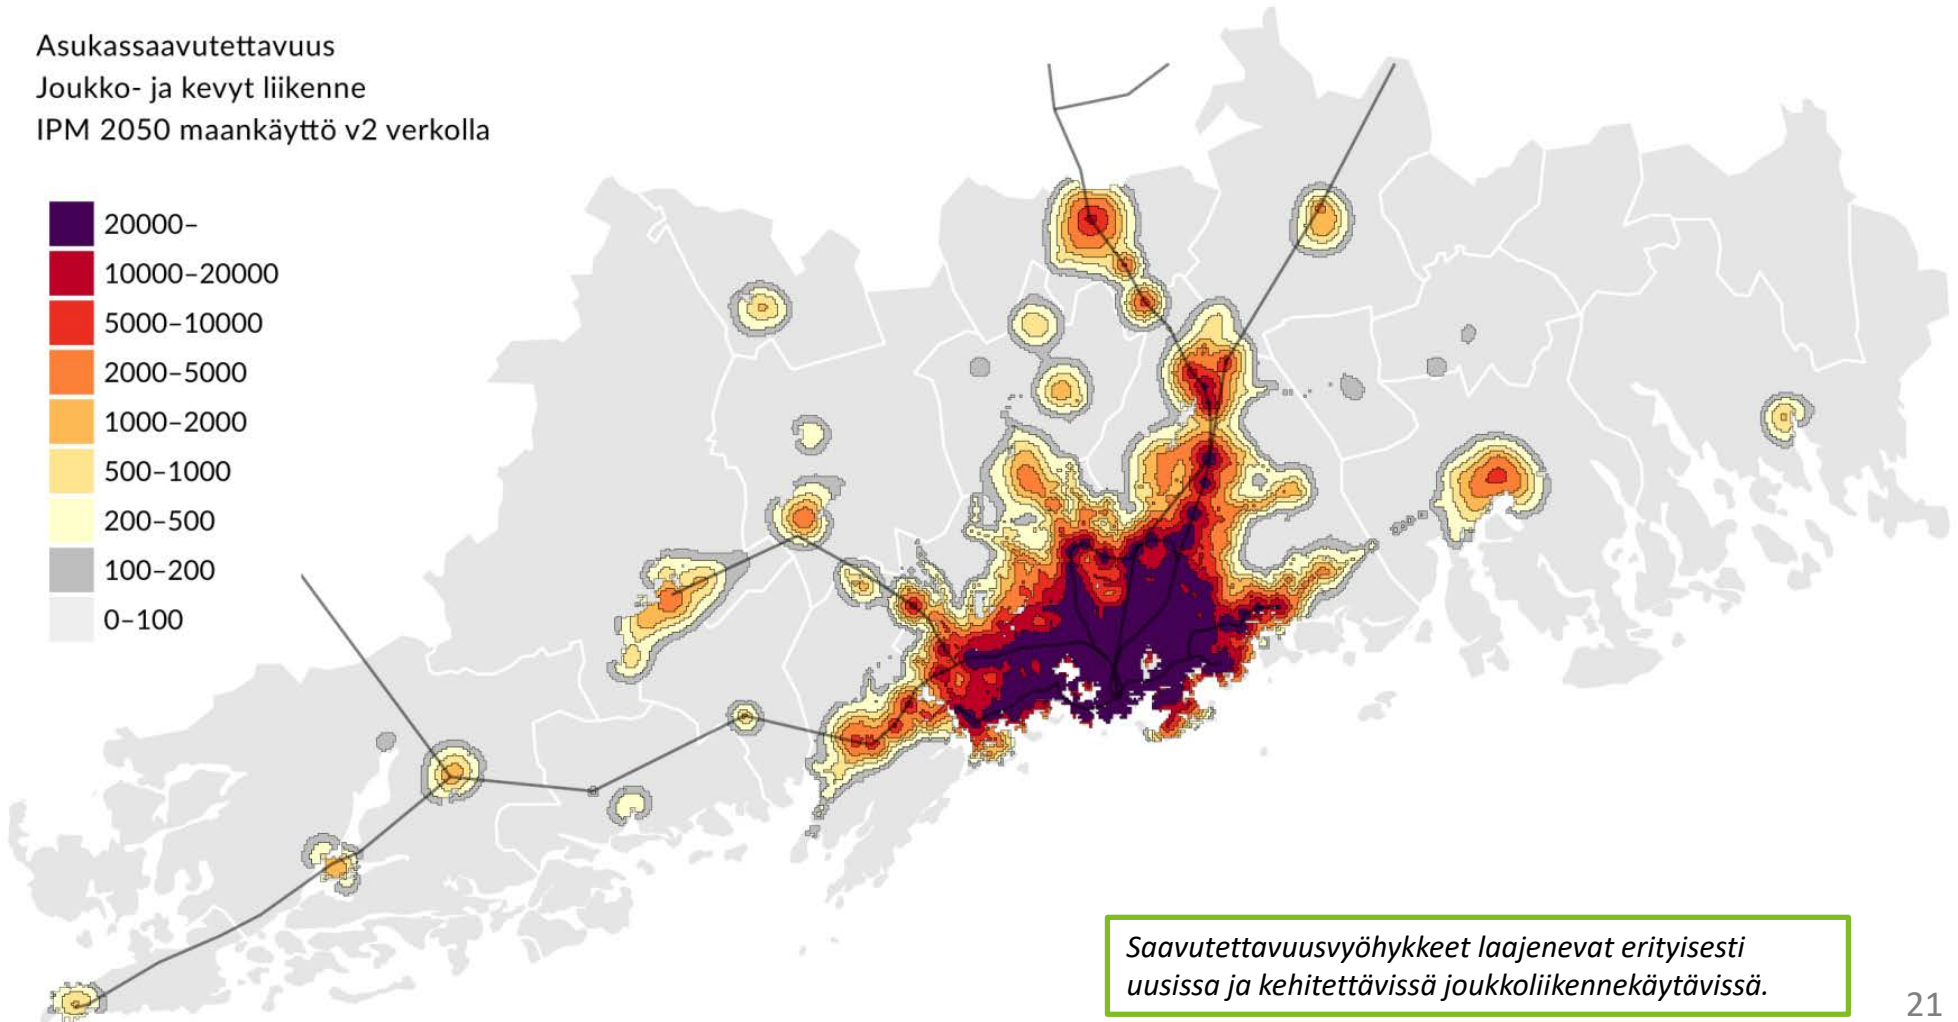 Asukassaavutettavuus
Joukko- ja kevyt liikenne
IPM 2050 maankäyttö v2 verkolla
20000–
10000–20000
5000–10000
2000–5000
1000–2000
500–1000
200–500
100–200
0–100
Saavutettavuusvyöhykkeet laajenevat erityisesti
uusissa ja kehitettävissä joukkoliikennekäytävissä.
21